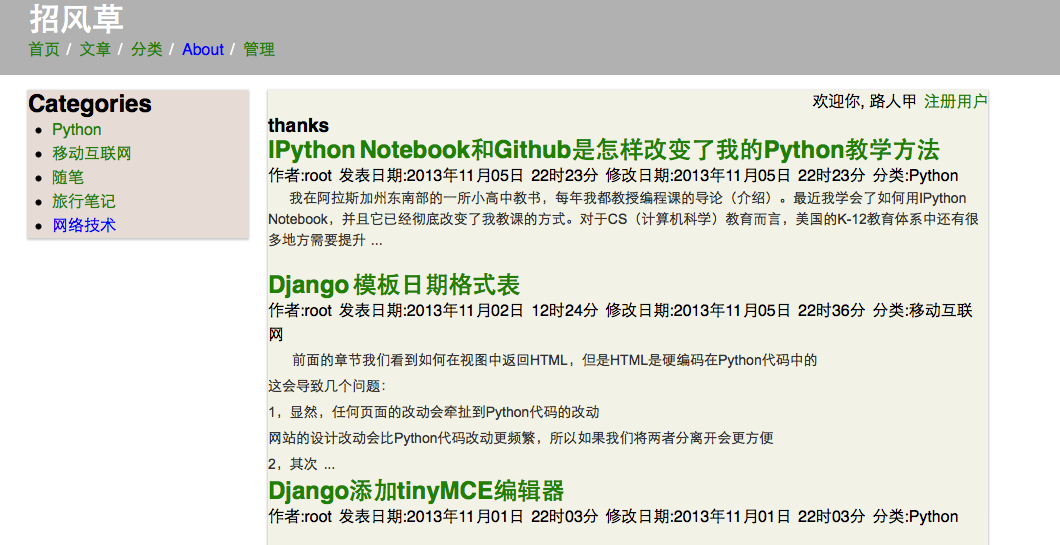 招风草
首页 / 文章 / 分类 / About / 管理
Categories
Python
移动互联网
随笔
旅行笔记
网络技术
欢迎你, 路人甲 注册用户
thanks
IPython Notebook和Github是怎样改变了我的Python教学方法
作者:root 发表日期:2013年11月05日 22时23分 修改日期:2013年11月05日 22时23分 分类:Python
我在阿拉斯加州东南部的一所小高中教书，每年我都教授编程课的导论（介绍）。最近我学会了如何用IPython
Notebook，并且它已经彻底改变了我教课的方式。对于CS（计算机科学）教育而言，美国的K-12教育体系中还有很
多地方需要提升 ...
Django 模板日期格式表
作者:root 发表日期:2013年11月02日 12时24分 修改日期:2013年11月05日 22时36分 分类:移动互联
网
前面的章节我们看到如何在视图中返回HTML，但是HTML是硬编码在Python代码中的
这会导致几个问题：
1，显然，任何页面的改动会牵扯到Python代码的改动
网站的设计改动会比Python代码改动更频繁，所以如果我们将两者分离开会更方便
2，其次 ...
Django添加tinyMCE编辑器
作者:root 发表日期:2013年11月01日 22时03分 修改日期:2013年11月01日 22时03分 分类:Python